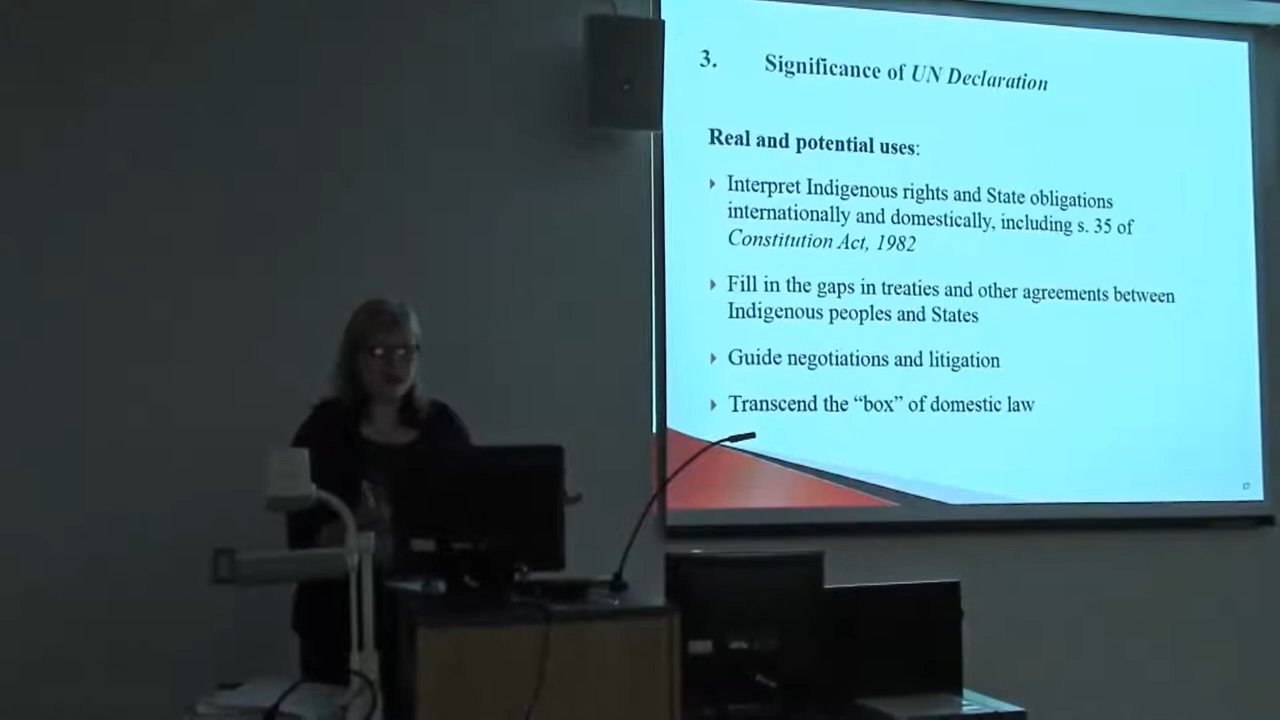 3. Significance of UN Declaration
Real and potential uses:
Interpret Indigenous rights and State obligations
internationally and domestically, including s. 35 of
Constitution Act, 1982
Fill in the gaps in treaties and other agreements between
Indigenous peoples and States
Guide negotiations and litigation
Transcend the “box” of domestic law